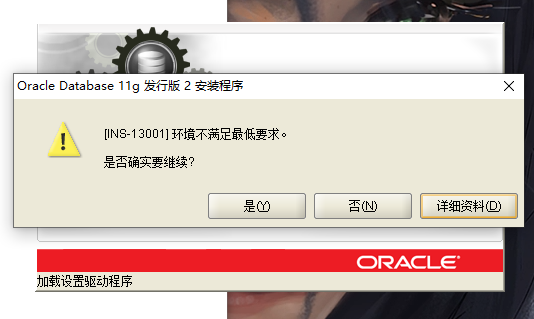 Oracle Database 11g 发行版 2 安装程序
[INS-13001] 环境不满足最低要求。
是否确实要继续?
是(Y)
否(N)
详细资料(D)
ORACLE
加载设置驱动程序